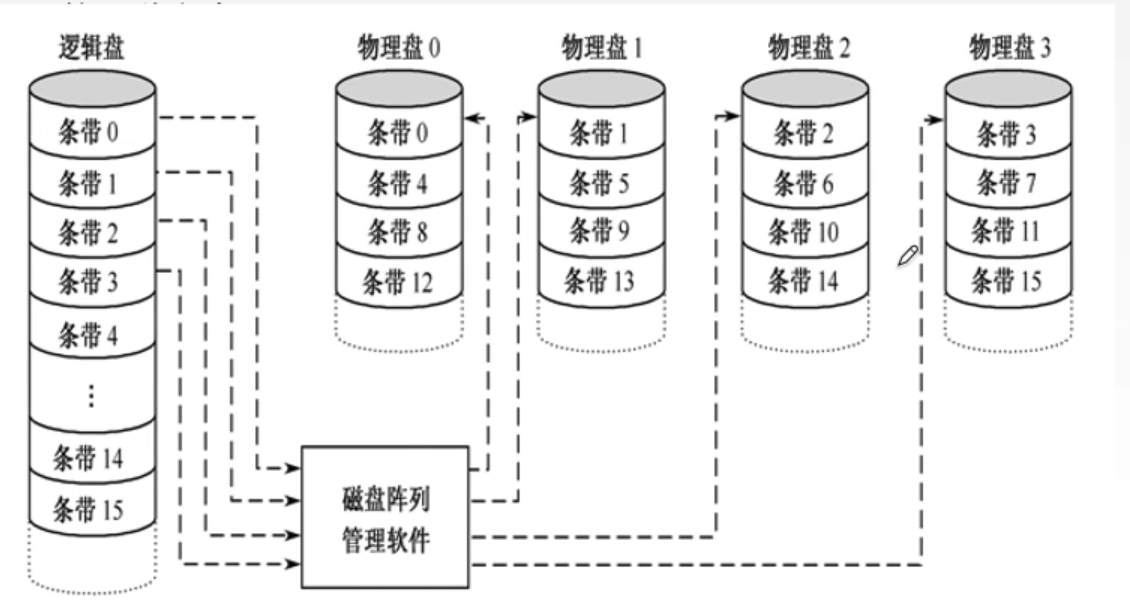 逻辑盘
物理盘 0
物理盘 1
物理盘 2
物理盘 3
条带 0
条带 1
条带 2
条带 3
条带 4
⋮
条带 14
条带 15
条带 0
条带 4
条带 8
条带 12
条带 1
条带 5
条带 9
条带 13
条带 2
条带 6
条带 10
条带 14
条带 3
条带 7
条带 11
条带 15
磁盘阵列
管理软件